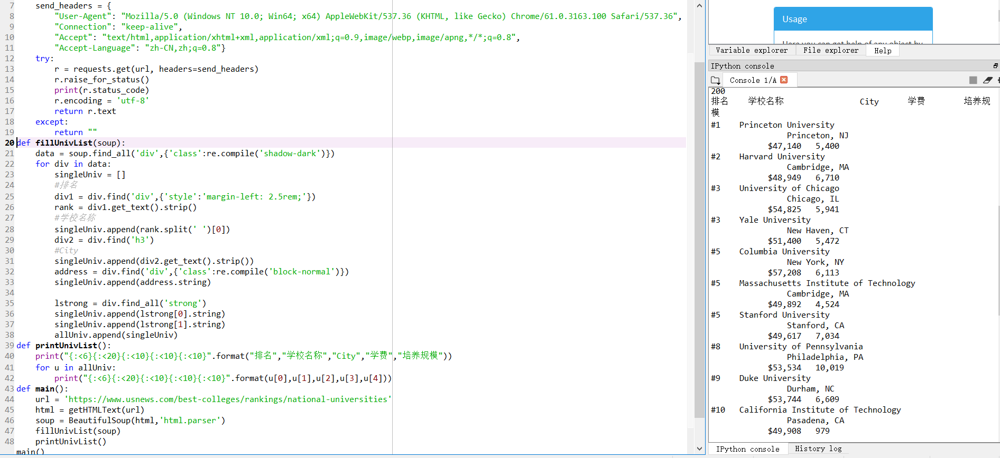 7 send_headers = {
8 "User-Agent": "Mozilla/5.0 (Windows NT 10.0; Win64; x64) AppleWebKit/537.36 (KHTML, like Gecko) Chrome/61.0.3163.100 Safari/537.36",
9 "Connection": "keep-alive",
10 "Accept": "text/html,application/xhtml+xml,application/xml;q=0.9,image/webp,image/apng,*/*;q=0.8",
11 "Accept-Language": "zh-CN,zh;q=0.8"}
12 try:
13 r = requests.get(url, headers=send_headers)
14 r.raise_for_status()
15 print(r.status_code)
16 r.encoding = 'utf-8'
17 return r.text
18 except:
19 return ""
20 def fillUnivList(soup):
21 data = soup.find_all('div',{'class':re.compile('shadow-dark')})
22 for div in data:
23 singleUniv = []
24 #排名
25 div1 = div.find('div',{'style':'margin-left: 2.5rem;'})
26 rank = div1.get_text().strip()
27 #学校名称
28 singleUniv.append(rank.split(' ')[0])
29 div2 = div.find('h3')
30 #City
31 singleUniv.append(div2.get_text().strip())
32 address = div.find('div',{'class':re.compile('block-normal')})
33 singleUniv.append(address.string)
34
35 lstrong = div.find_all('strong')
36 singleUniv.append(lstrong[0].string)
37 singleUniv.append(lstrong[1].string)
38 allUniv.append(singleUniv)
39 def printUnivList():
40 print("{:<6}{:<20}{:<10}{:<10}{:<10}".format("排名","学校名称","City","学费","培养规模"))
41 for u in allUniv:
42 print("{:<6}{:<20}{:<10}{:<10}{:<10}".format(u[0],u[1],u[2],u[3],u[4]))
43 def main():
44 url = 'https://www.usnews.com/best-colleges/rankings/national-universities'
45 html = getHTMLText(url)
46 soup = BeautifulSoup(html,'html.parser')
47 fillUnivList(soup)
48 printUnivList()
main()
Usage
Here you can get help of any object by
Variable explorer File explorer Help
IPython console
Console 1/A
200
排名 学校名称 City 学费 培养规
模
#1 Princeton University
Princeton, NJ
$47,140 5,400
#2 Harvard University
Cambridge, MA
$48,949 6,710
#3 University of Chicago
Chicago, IL
$54,825 5,941
#3 Yale University
New Haven, CT
$51,400 5,472
#5 Columbia University
New York, NY
$57,208 6,113
#5 Massachusetts Institute of Technology
Cambridge, MA
$49,892 4,524
#5 Stanford University
Stanford, CA
$49,617 7,034
#8 University of Pennsylvania
Philadelphia, PA
$53,534 10,019
#9 Duke University
Durham, NC
$53,744 6,609
#10 California Institute of Technology
Pasadena, CA
$49,908 979
IPython console History log